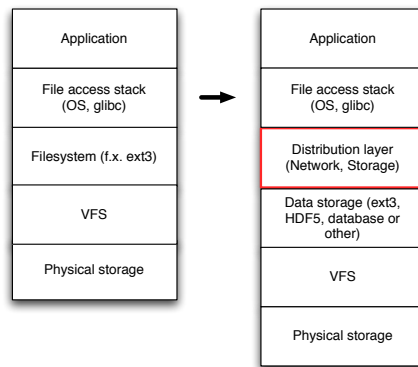 Application
File access stack
(OS, glibc)
Filesystem (f.x. ext3)
VFS
Physical storage
Application
File access stack
(OS, glibc)
Distribution layer
(Network, Storage)
Data storage (ext3,
HDF5, database or
other)
VFS
Physical storage